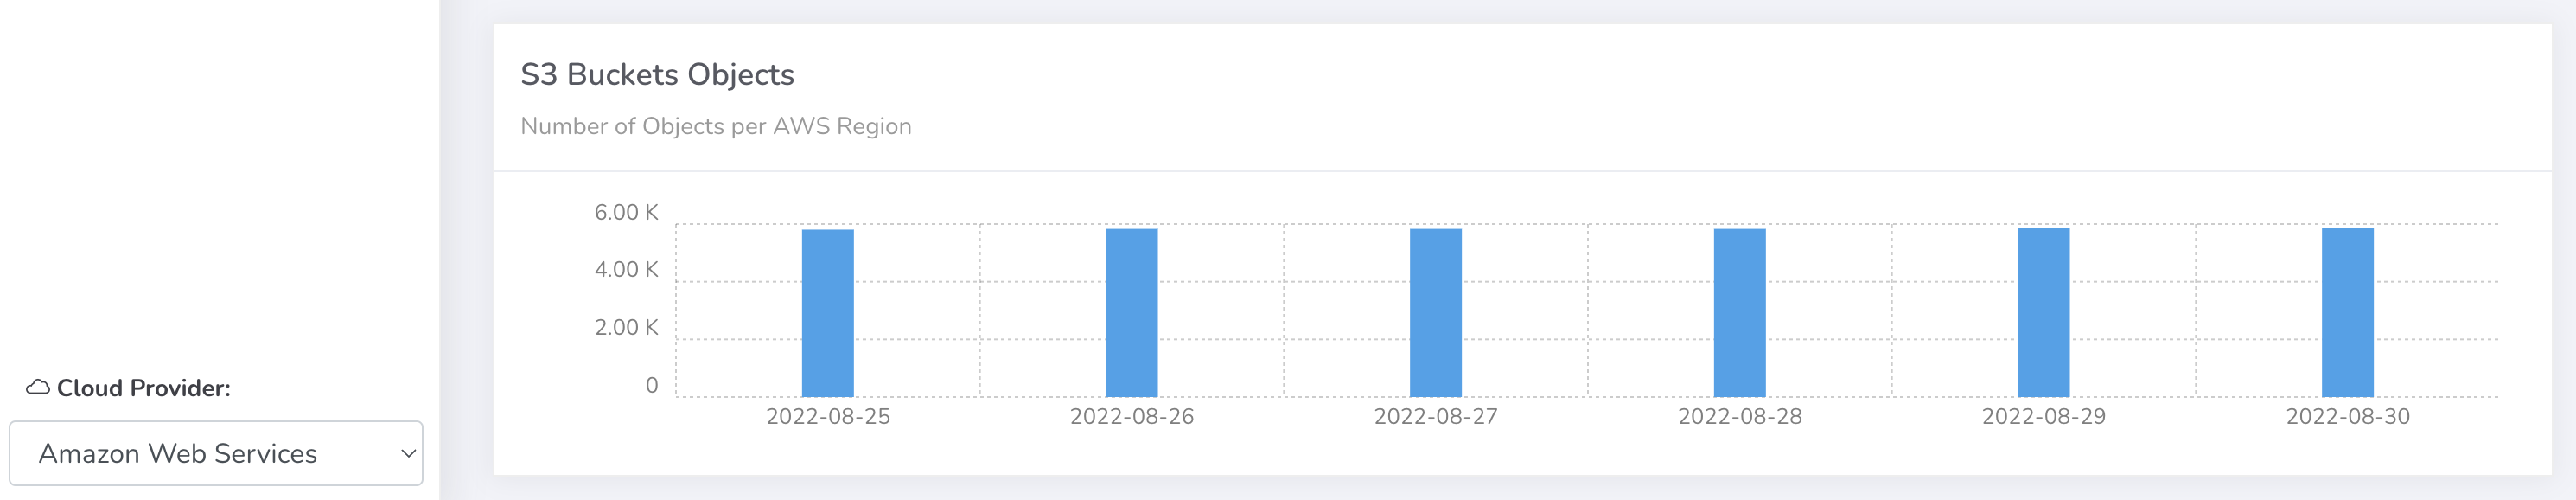 S3 Buckets Objects
Number of Objects per AWS Region
6.00 K
4.00 K
2.00 K
0
2022-08-25 2022-08-26 2022-08-27 2022-08-28 2022-08-29 2022-08-30
Cloud Provider:
Amazon Web Services